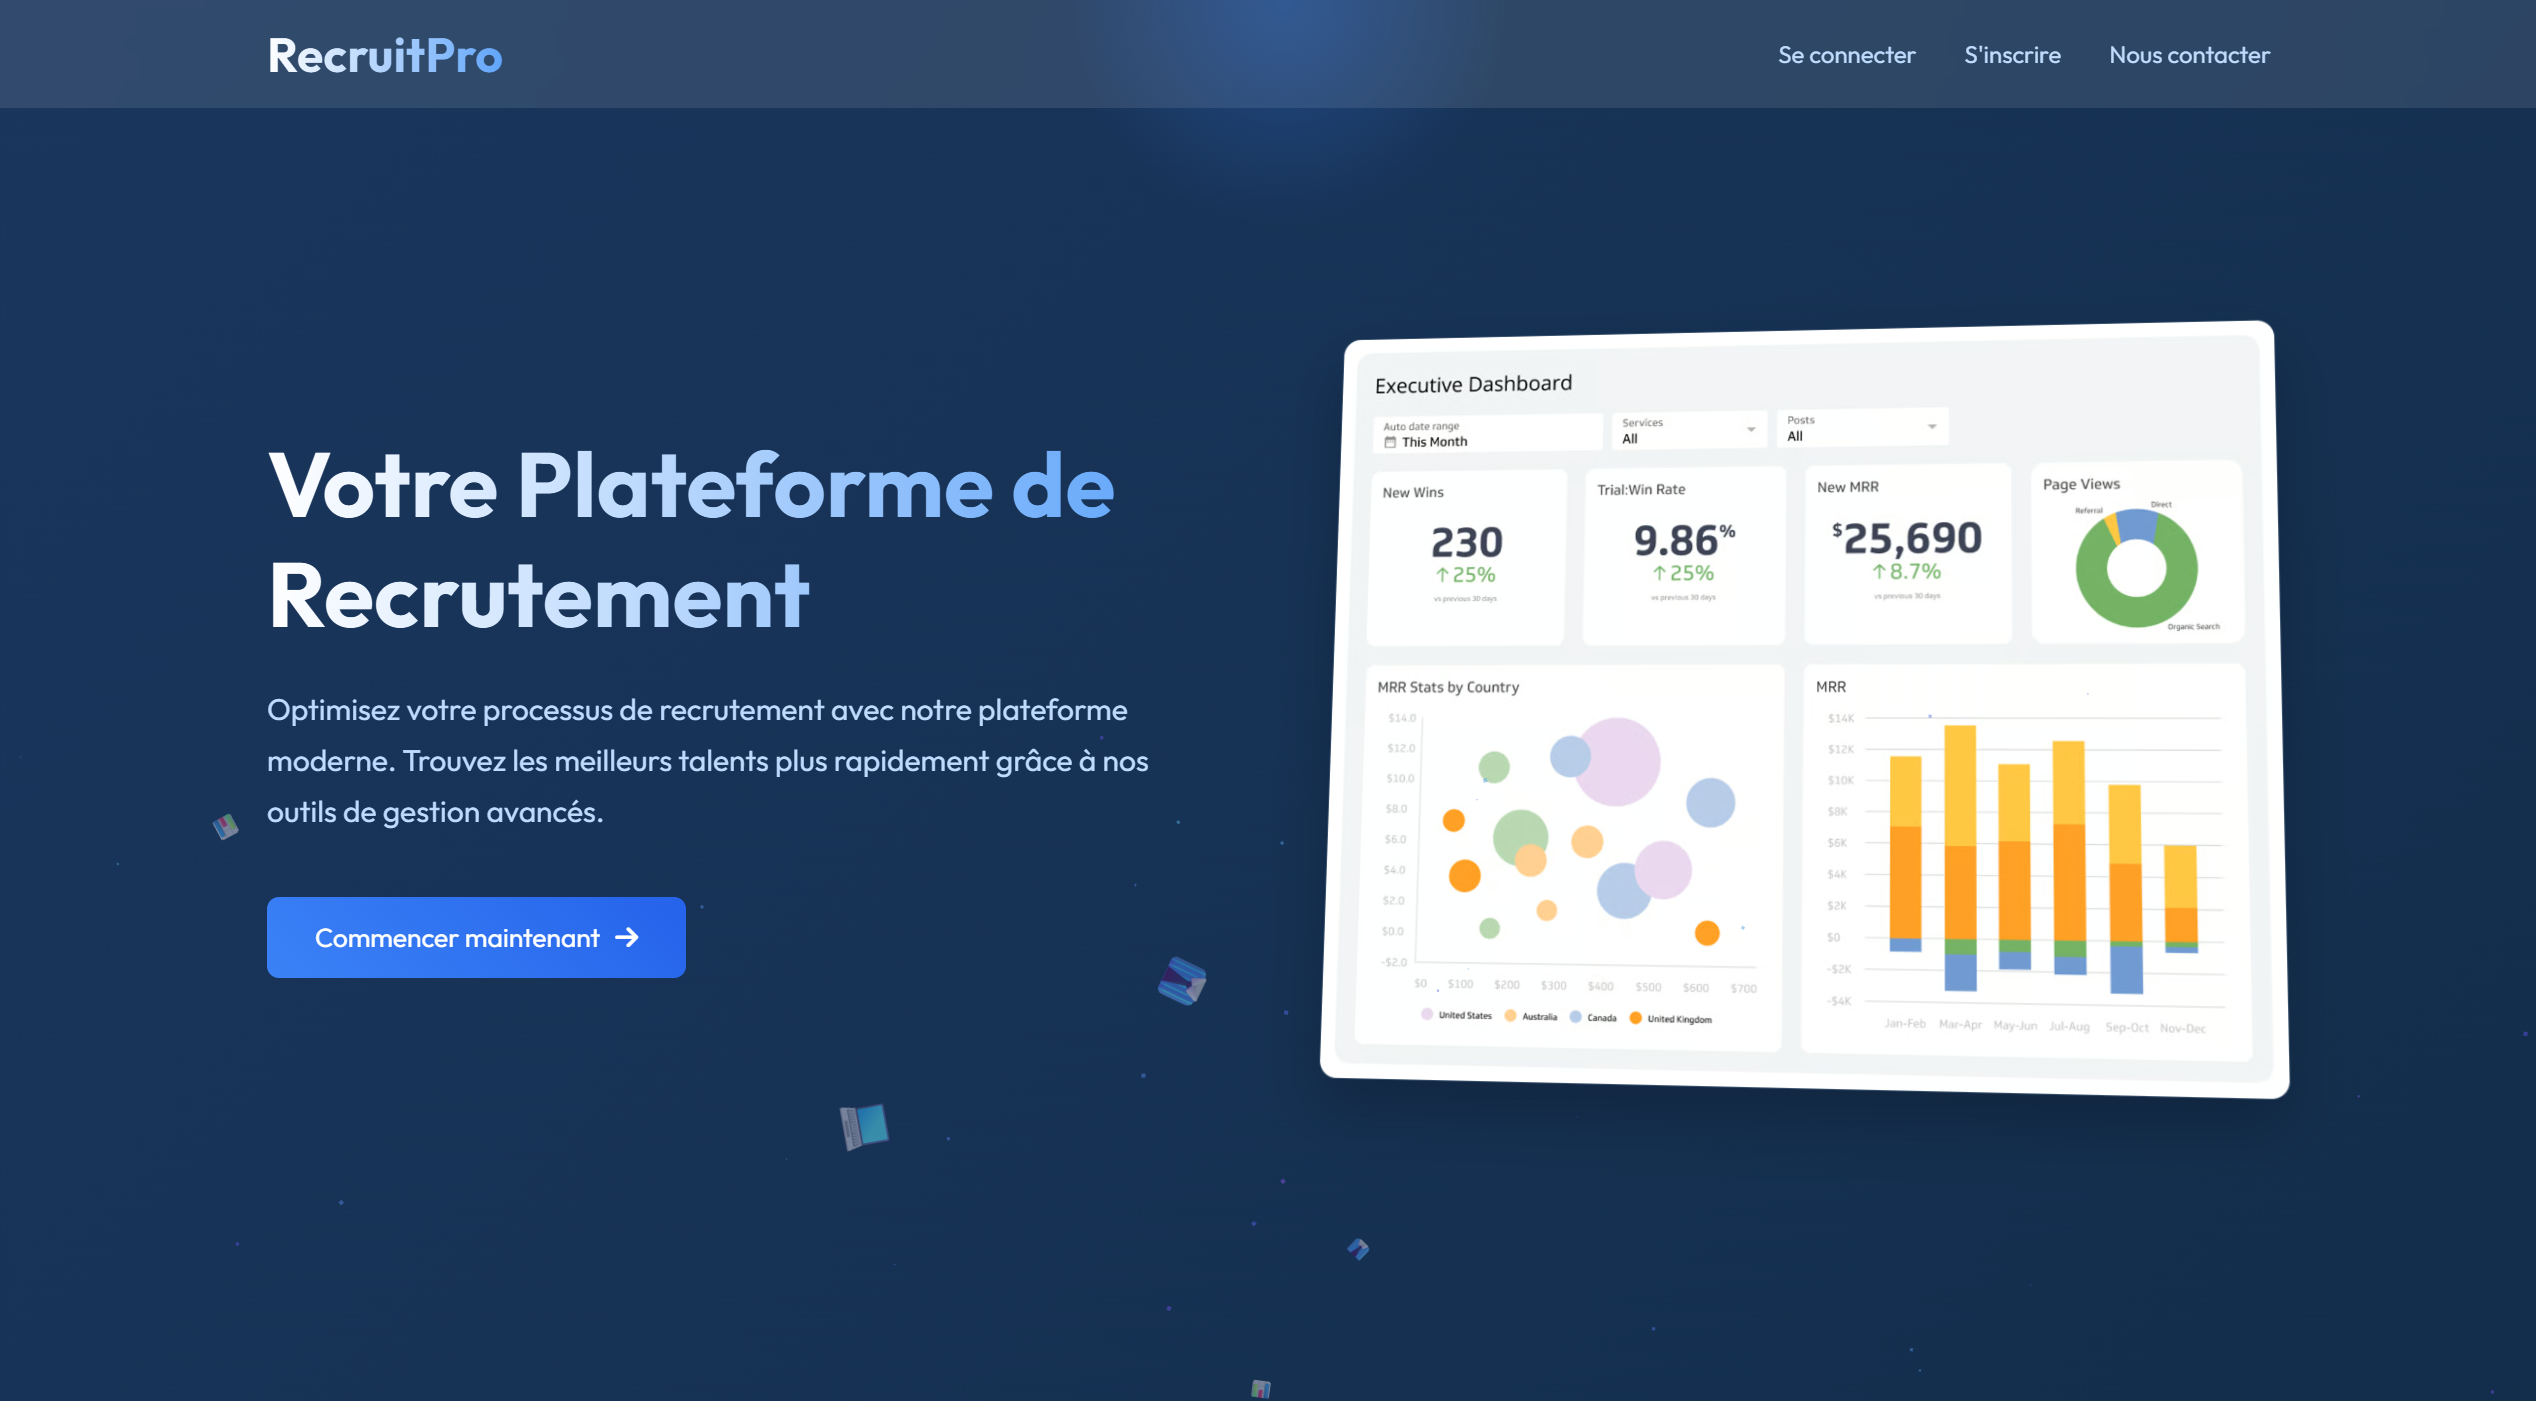 RecruitPro
Se connecter
S'inscrire
Nous contacter
Votre Plateforme de
Recrutement
Optimisez votre processus de recrutement avec notre plateforme
moderne. Trouvez les meilleurs talents plus rapidement grâce à nos
outils de gestion avancés.
Commencer maintenant
Executive Dashboard
Auto date range
This Month
Services
All
Posts
All
New Wins
230
↑25%
vs previous 30 days
Trial:Win Rate
9.86%
↑25%
vs previous 30 days
New MRR
$25,690
↑8.7%
vs previous 30 days
Page Views
Direct
Referral
Organic Search
MRR Stats by Country
$14.0
$12.0
$10.0
$8.0
$6.0
$4.0
$2.0
$0.0
-$2.0
$0 $100 $200 $300 $400 $500 $600 $700
United States Australia Canada United Kingdom
MRR
$14K
$12K
$10K
$8K
$6K
$4K
$2K
$0
-$2K
-$4K
Jan-Feb Mar-Apr May-Jun Jul-Aug Sep-Oct Nov-Dec